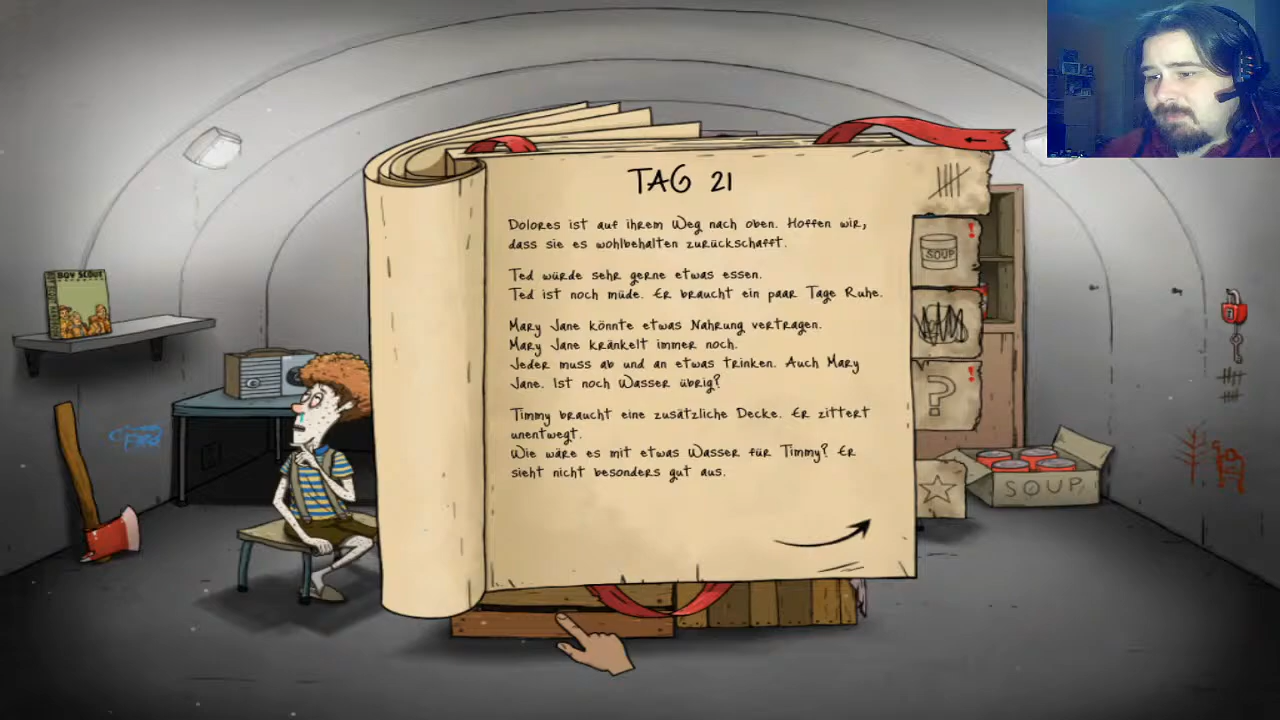 TAG 21
Dolores ist auf ihrem Weg nach oben. Hoffen wir,
dass sie es wohlbehalten zurückschafft.
Ted würde sehr gerne etwas essen.
Ted ist noch müde. Er braucht ein paar Tage Ruhe.
Mary Jane könnte etwas Nahrung vertragen.
Mary Jane kränkelt immer noch.
Jeder muss ab und an etwas trinken. Auch Mary
Jane. Ist noch Wasser übrig?
Timmy braucht eine zusätzliche Decke. Er zittert
unentwegt.
Wie wäre es mit etwas Wasser für Timmy? Er
sieht nicht besonders gut aus.
BOY SCOUT
SOUP
!
?
!
SOUP